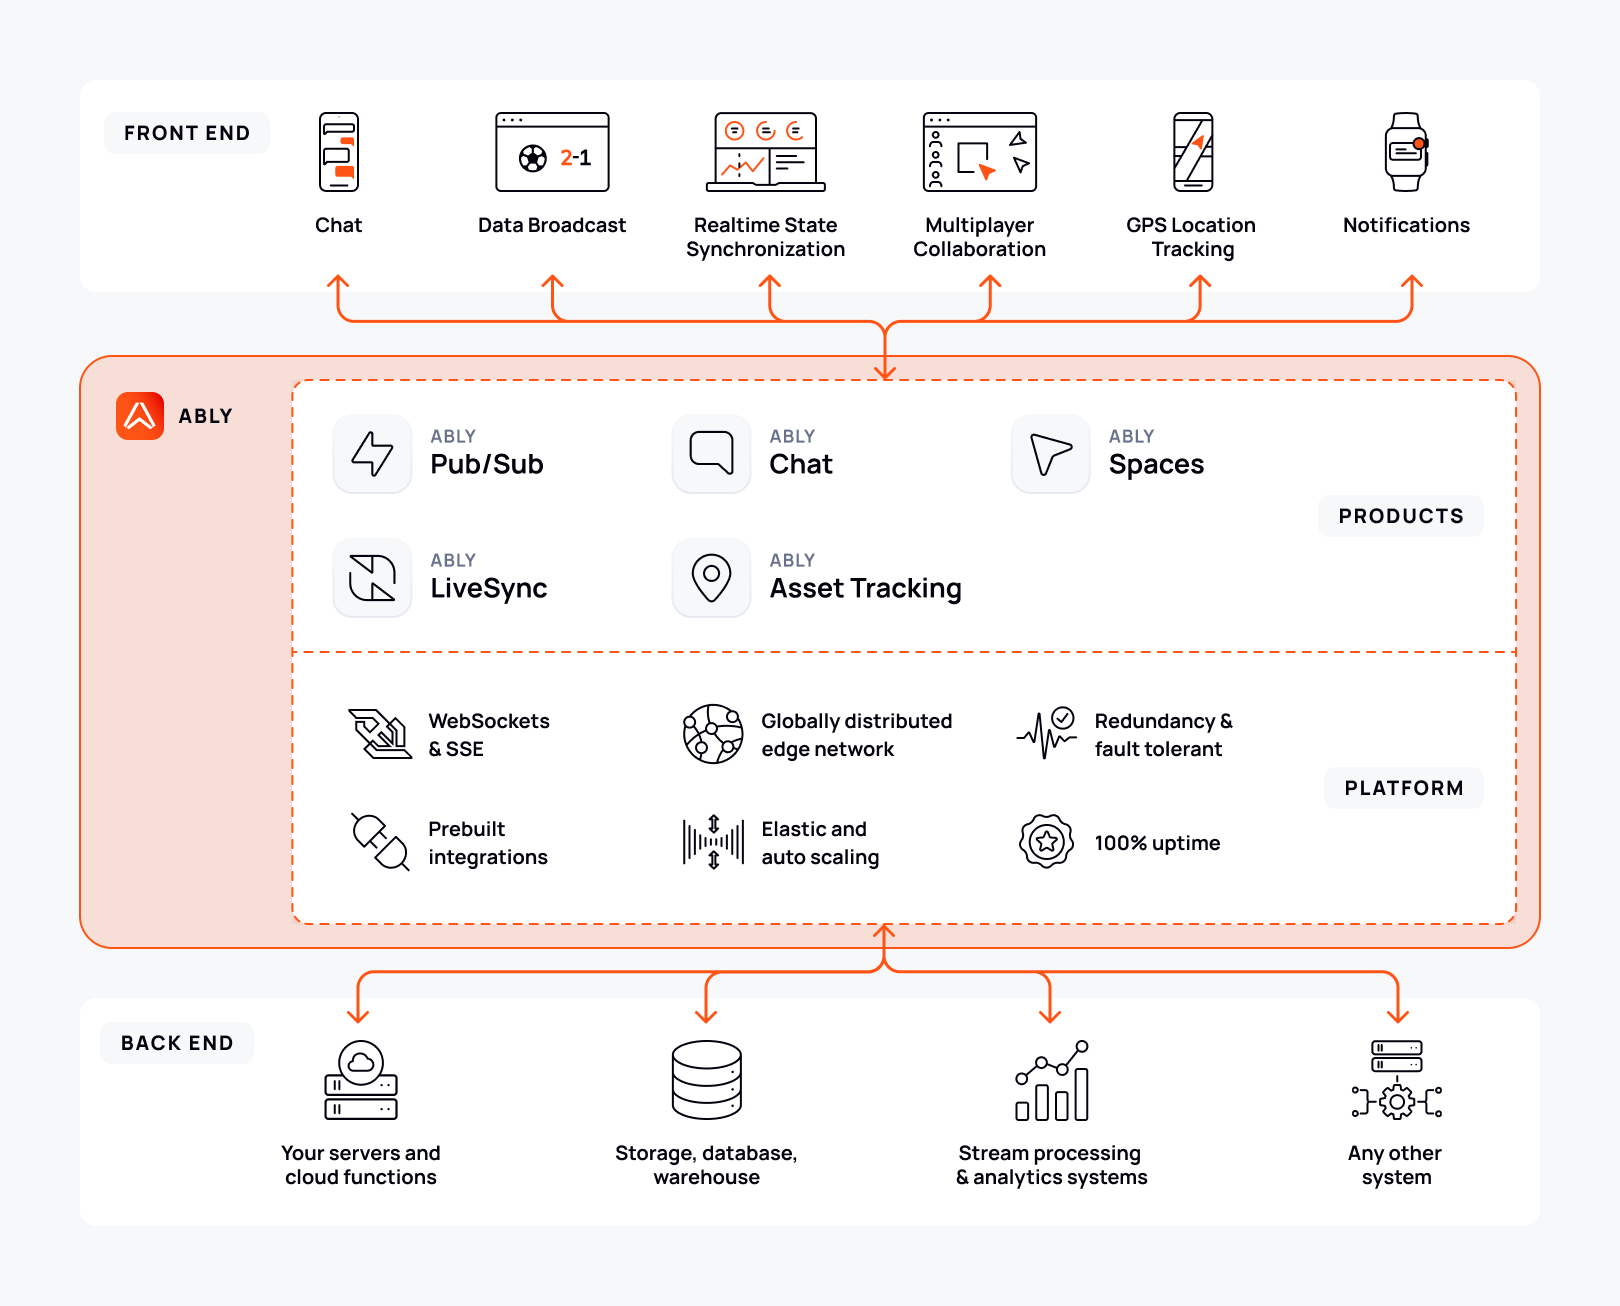 FRONT END
2-1
Chat
Data Broadcast
Realtime State
Synchronization
Multiplayer
Collaboration
GPS Location
Tracking
Notifications
ABLY
ABLY
Pub/Sub
ABLY
Chat
ABLY
Spaces
PRODUCTS
ABLY
LiveSync
ABLY
Asset Tracking
WebSockets
& SSE
Globally distributed
edge network
Redundancy &
fault tolerant
PLATFORM
Prebuilt
integrations
Elastic and
auto scaling
100% uptime
BACK END
Your servers and
cloud functions
Storage, database,
warehouse
Stream processing
& analytics systems
Any other
system